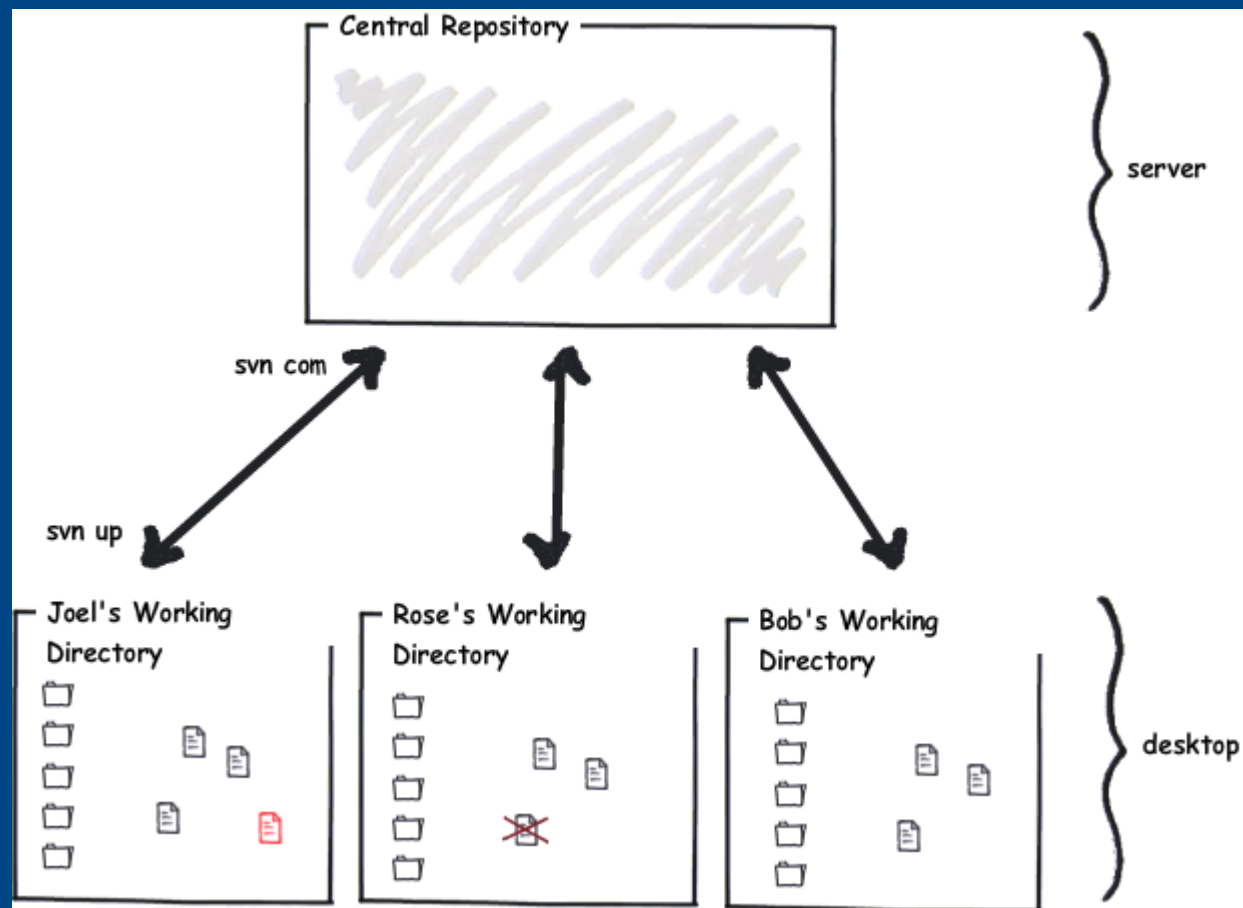 Central Repository
server
svn com
svn up
Joel's Working
Directory
Rose's Working
Directory
Bob's Working
Directory
desktop